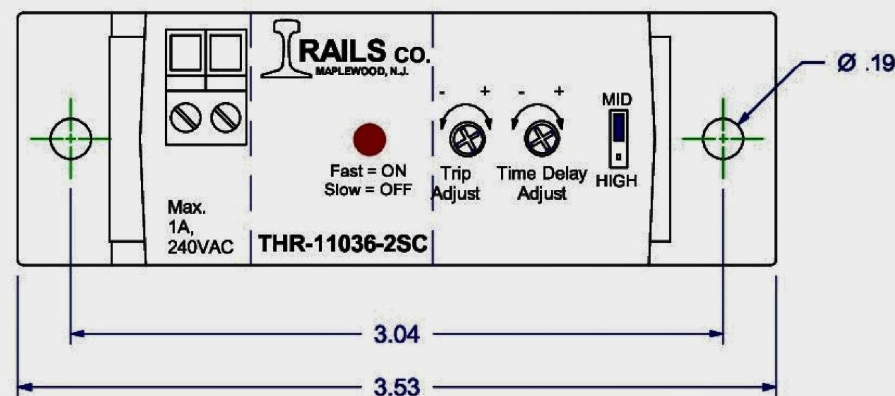 RAILS CO.
MAPLEWOOD, N.J.
Ø .19
- + - +
MID
Fast = ON
Slow = OFF
Trip
Adjust
Time Delay
Adjust
HIGH
Max.
1A,
240VAC
THR-11036-2SC
3.04
3.53